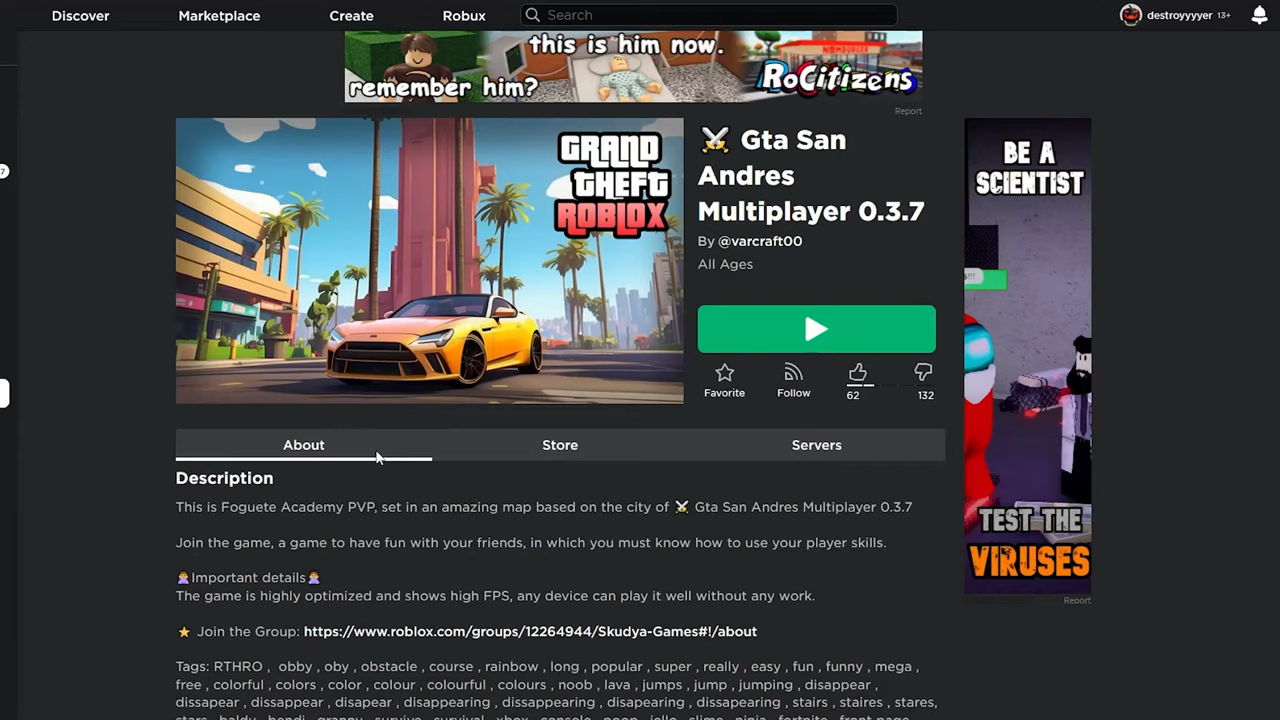 Discover Marketplace Create Robux Search destroyyyyer 13+
this is him now.
remember him?
RoCitizens
Report
GRAND
THEFT
ROBLOX
⚔️ Gta San
Andres
Multiplayer 0.3.7
By @varcraft00
All Ages
Favorite Follow 62 132
BE A
SCIENTIST
TEST THE
VIRUSES
Report
About Store Servers
Description
This is Foguete Academy PVP, set in an amazing map based on the city of ⚔️ Gta San Andres Multiplayer 0.3.7
Join the game, a game to have fun with your friends, in which you must know how to use your player skills.
🙍Important details🙍
The game is highly optimized and shows high FPS, any device can play it well without any work.
⭐ Join the Group: https://www.roblox.com/groups/12264944/Skudya-Games#!/about
Tags: RTHRO , obby , oby , obstacle , course , rainbow , long , popular , super , really , easy , fun , funny , mega ,
free , colorful , colors , color , colour , colourful , colours , noob , lava , jumps , jump , jumping , disappear ,
dissapear , dissappear , disapear , disappearing , dissappearing , disapearing , dissapearing , stairs , staires , stares,